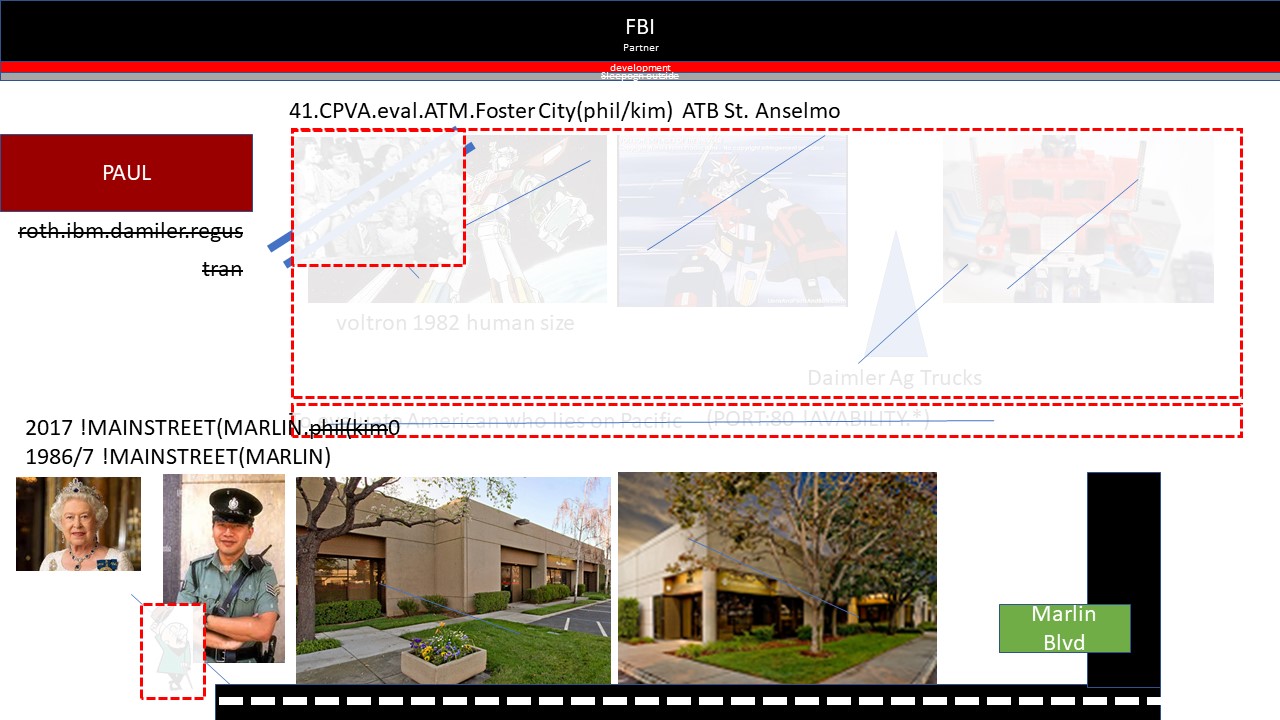 FBI
Partner
development
Sleepogn outside
41.CPVA.eval.ATM.Foster City(phil/kim) ATB St. Anselmo
PAUL
roth.ibm.damiler.regus
tran
voltron 1982 human size
Daimler Ag Trucks
To evaluate American who lies on Pacific (PORT:80 !AVABILITY.*)
2017 !MAINSTREET(MARLIN.phil(kim0
1986/7 !MAINSTREET(MARLIN)
Marlin
Blvd